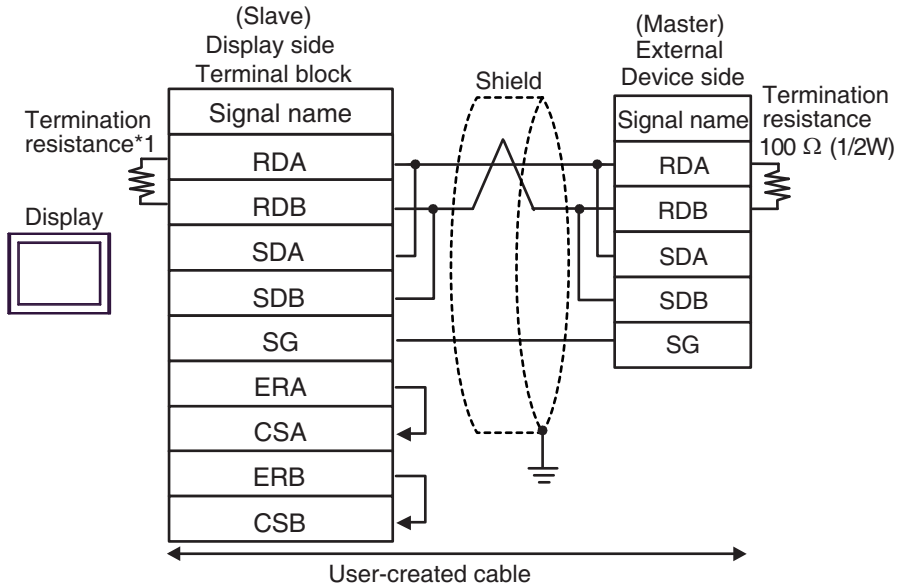 (Slave)
Display side
Terminal block
(Master)
External
Device side
Shield
Termination
resistance*1
Termination
resistance
100 Ω (1/2W)
Display
Signal name
RDA
RDB
SDA
SDB
SG
ERA
CSA
ERB
CSB
Signal name
RDA
RDB
SDA
SDB
SG
User-created cable